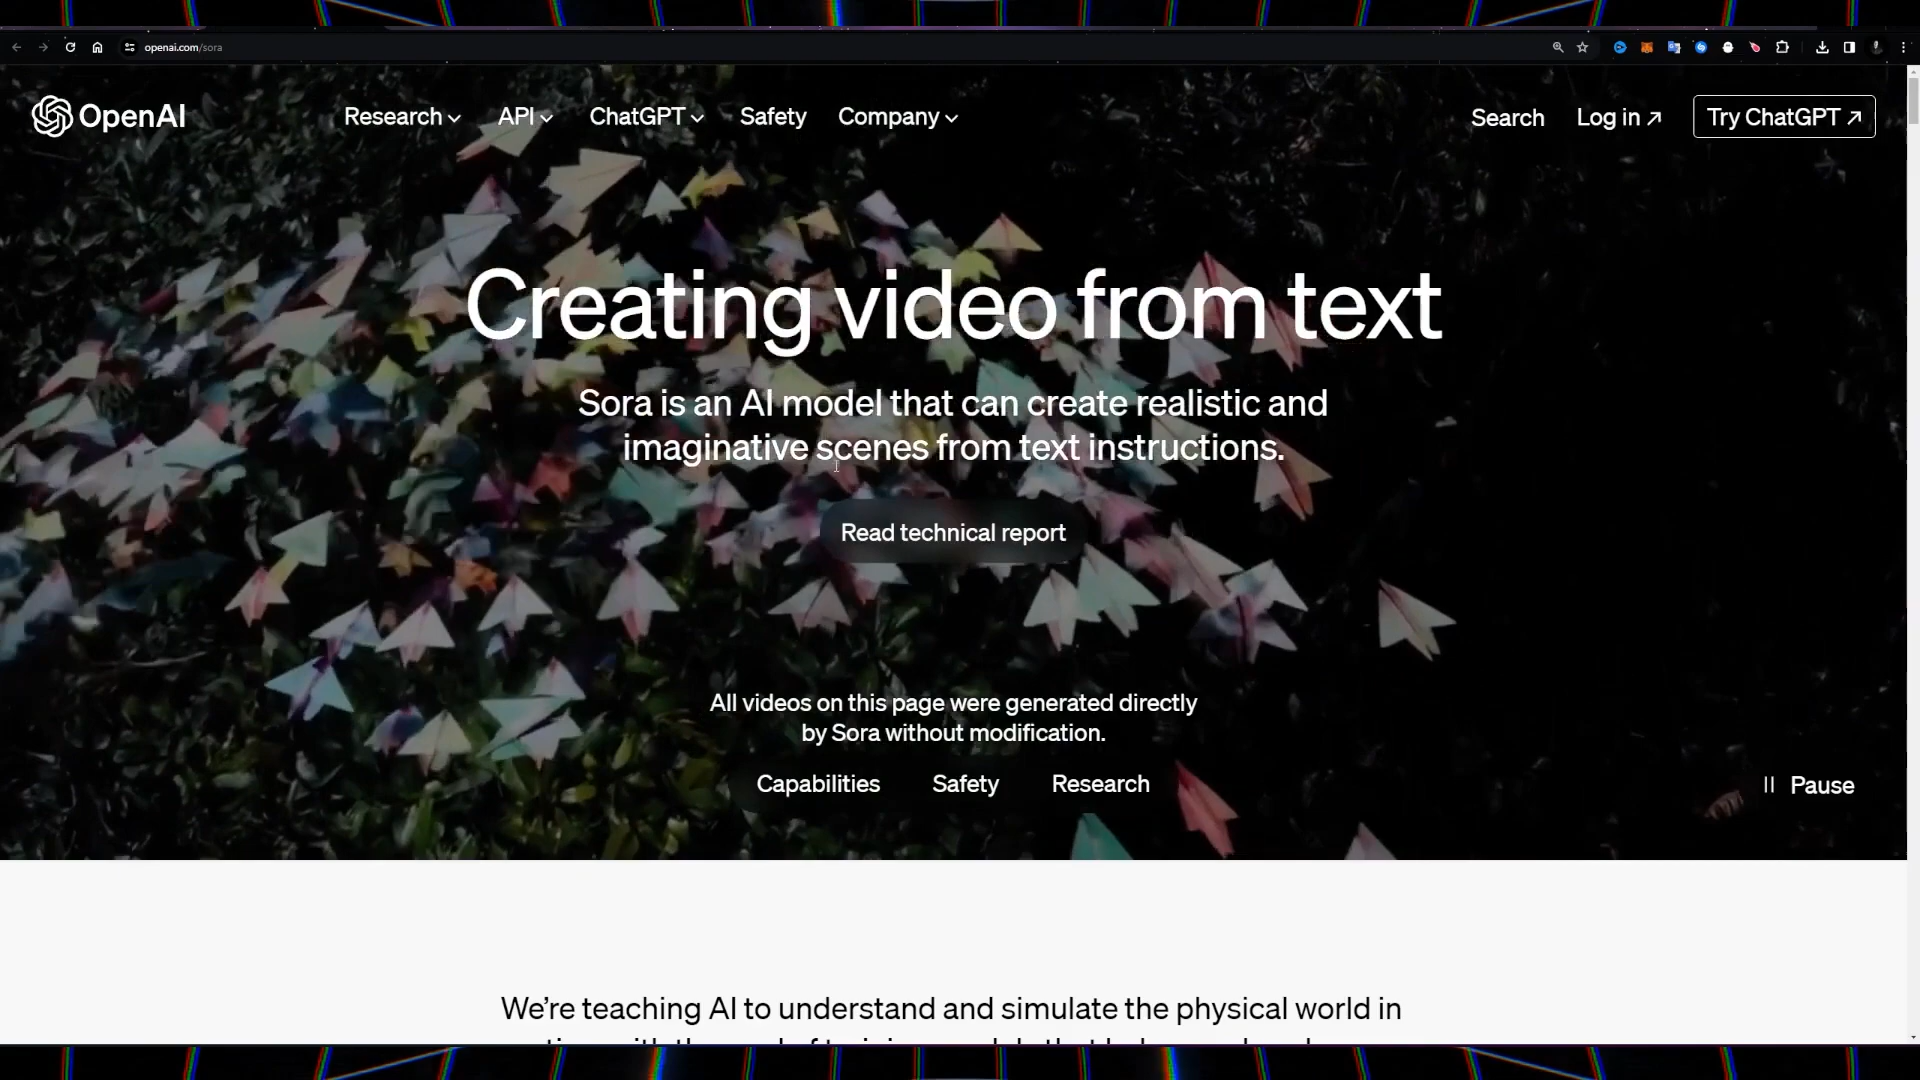 openai.com/sora
OpenAI Research API ChatGPT Safety Company Search Log in Try ChatGPT
Creating video from text
Sora is an AI model that can create realistic and
imaginative scenes from text instructions.
Read technical report
All videos on this page were generated directly
by Sora without modification.
Capabilities Safety Research
Pause
We’re teaching AI to understand and simulate the physical world in